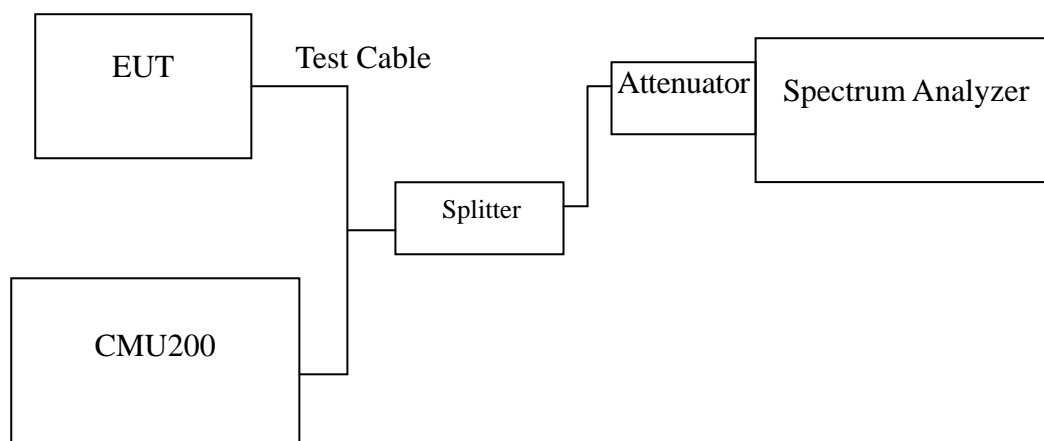 EUT
Test Cable
Attenuator
Spectrum Analyzer
Splitter
CMU200